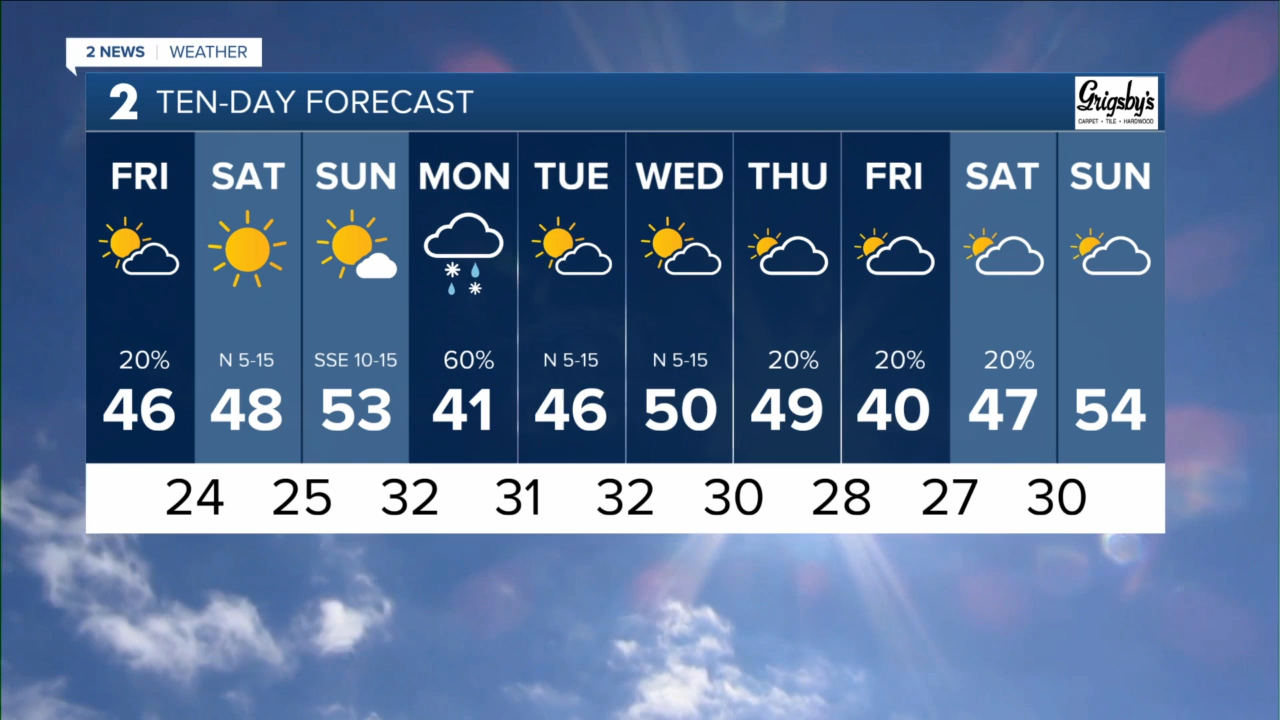 2 NEWS | WEATHER
2 TEN-DAY FORECAST
Grigsby's
CARPET • TILE • HARDWOOD
FRI SAT SUN MON TUE WED THU FRI SAT SUN
20% N 5-15 SSE 10-15 60% N 5-15 N 5-15 20% 20% 20%
46 48 53 41 46 50 49 40 47 54
24 25 32 31 32 30 28 27 30